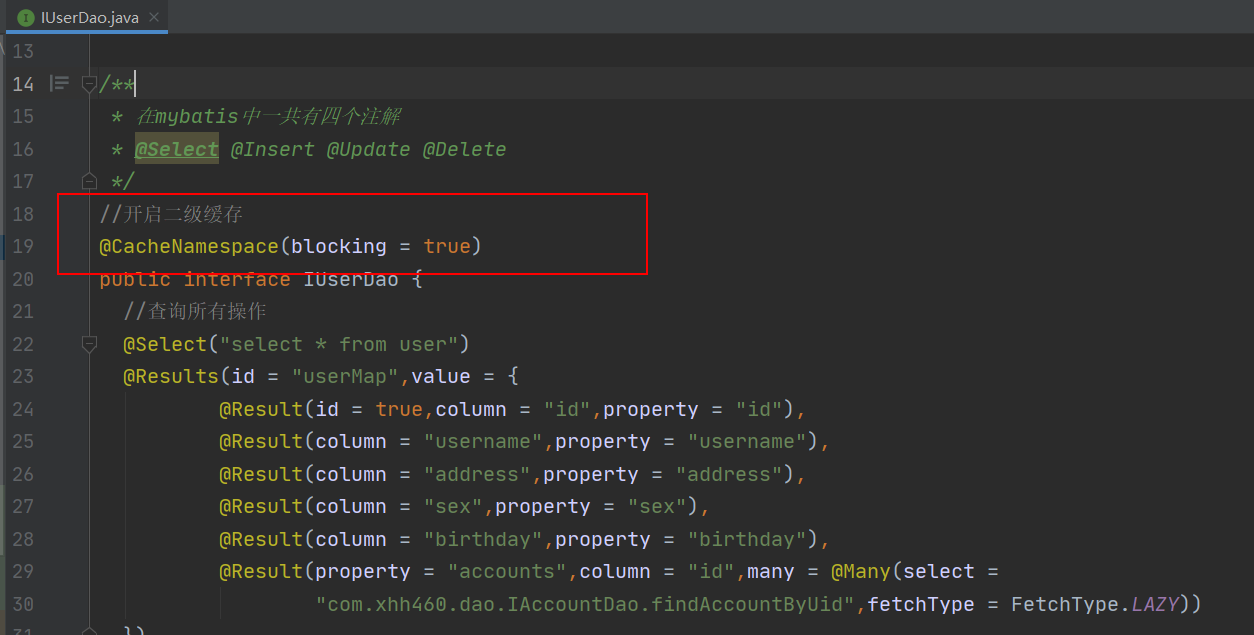 I IUserDao.java ×
13
14 /**
15 * 在mybatis中一共有四个注解
16 * @Select @Insert @Update @Delete
17 */
18 //开启二级缓存
19 @CacheNamespace(blocking = true)
20 public interface IUserDao {
21 //查询所有操作
22 @Select("select * from user")
23 @Results(id = "userMap",value = {
24 @Result(id = true,column = "id",property = "id"),
25 @Result(column = "username",property = "username"),
26 @Result(column = "address",property = "address"),
27 @Result(column = "sex",property = "sex"),
28 @Result(column = "birthday",property = "birthday"),
29 @Result(property = "accounts",column = "id",many = @Many(select =
30 "com.xhh460.dao.IAccountDao.findAccountByUid",fetchType = FetchType.LAZY))
31 })